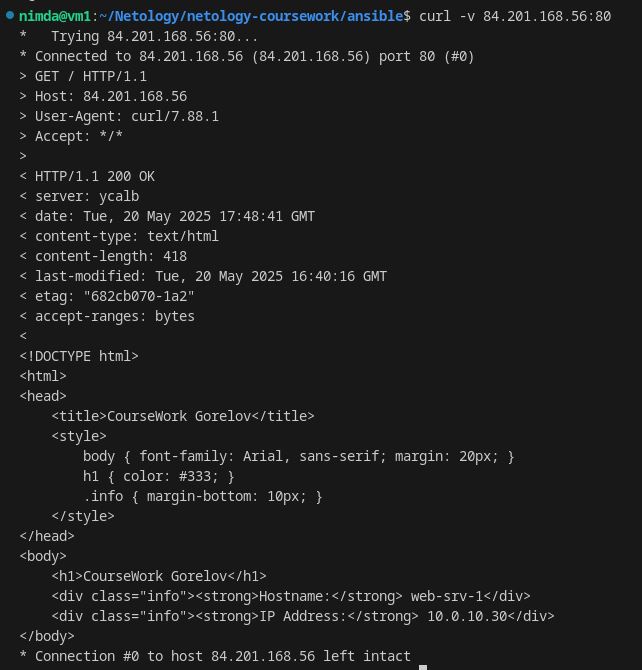 nimda@vm1:~/Netology/netology-coursework/ansible$ curl -v 84.201.168.56:80
*   Trying 84.201.168.56:80...
* Connected to 84.201.168.56 (84.201.168.56) port 80 (#0)
> GET / HTTP/1.1
> Host: 84.201.168.56
> User-Agent: curl/7.88.1
> Accept: */*
>
< HTTP/1.1 200 OK
< server: ycalb
< date: Tue, 20 May 2025 17:48:41 GMT
< content-type: text/html
< content-length: 418
< last-modified: Tue, 20 May 2025 16:40:16 GMT
< etag: "682cb070-1a2"
< accept-ranges: bytes
<
<!DOCTYPE html>
<html>
<head>
    <title>CourseWork Gorelov</title>
    <style>
        body { font-family: Arial, sans-serif; margin: 20px; }
        h1 { color: #333; }
        .info { margin-bottom: 10px; }
    </style>
</head>
<body>
    <h1>CourseWork Gorelov</h1>
    <div class="info"><strong>Hostname:</strong> web-srv-1</div>
    <div class="info"><strong>IP Address:</strong> 10.0.10.30</div>
</body>
* Connection #0 to host 84.201.168.56 left intact